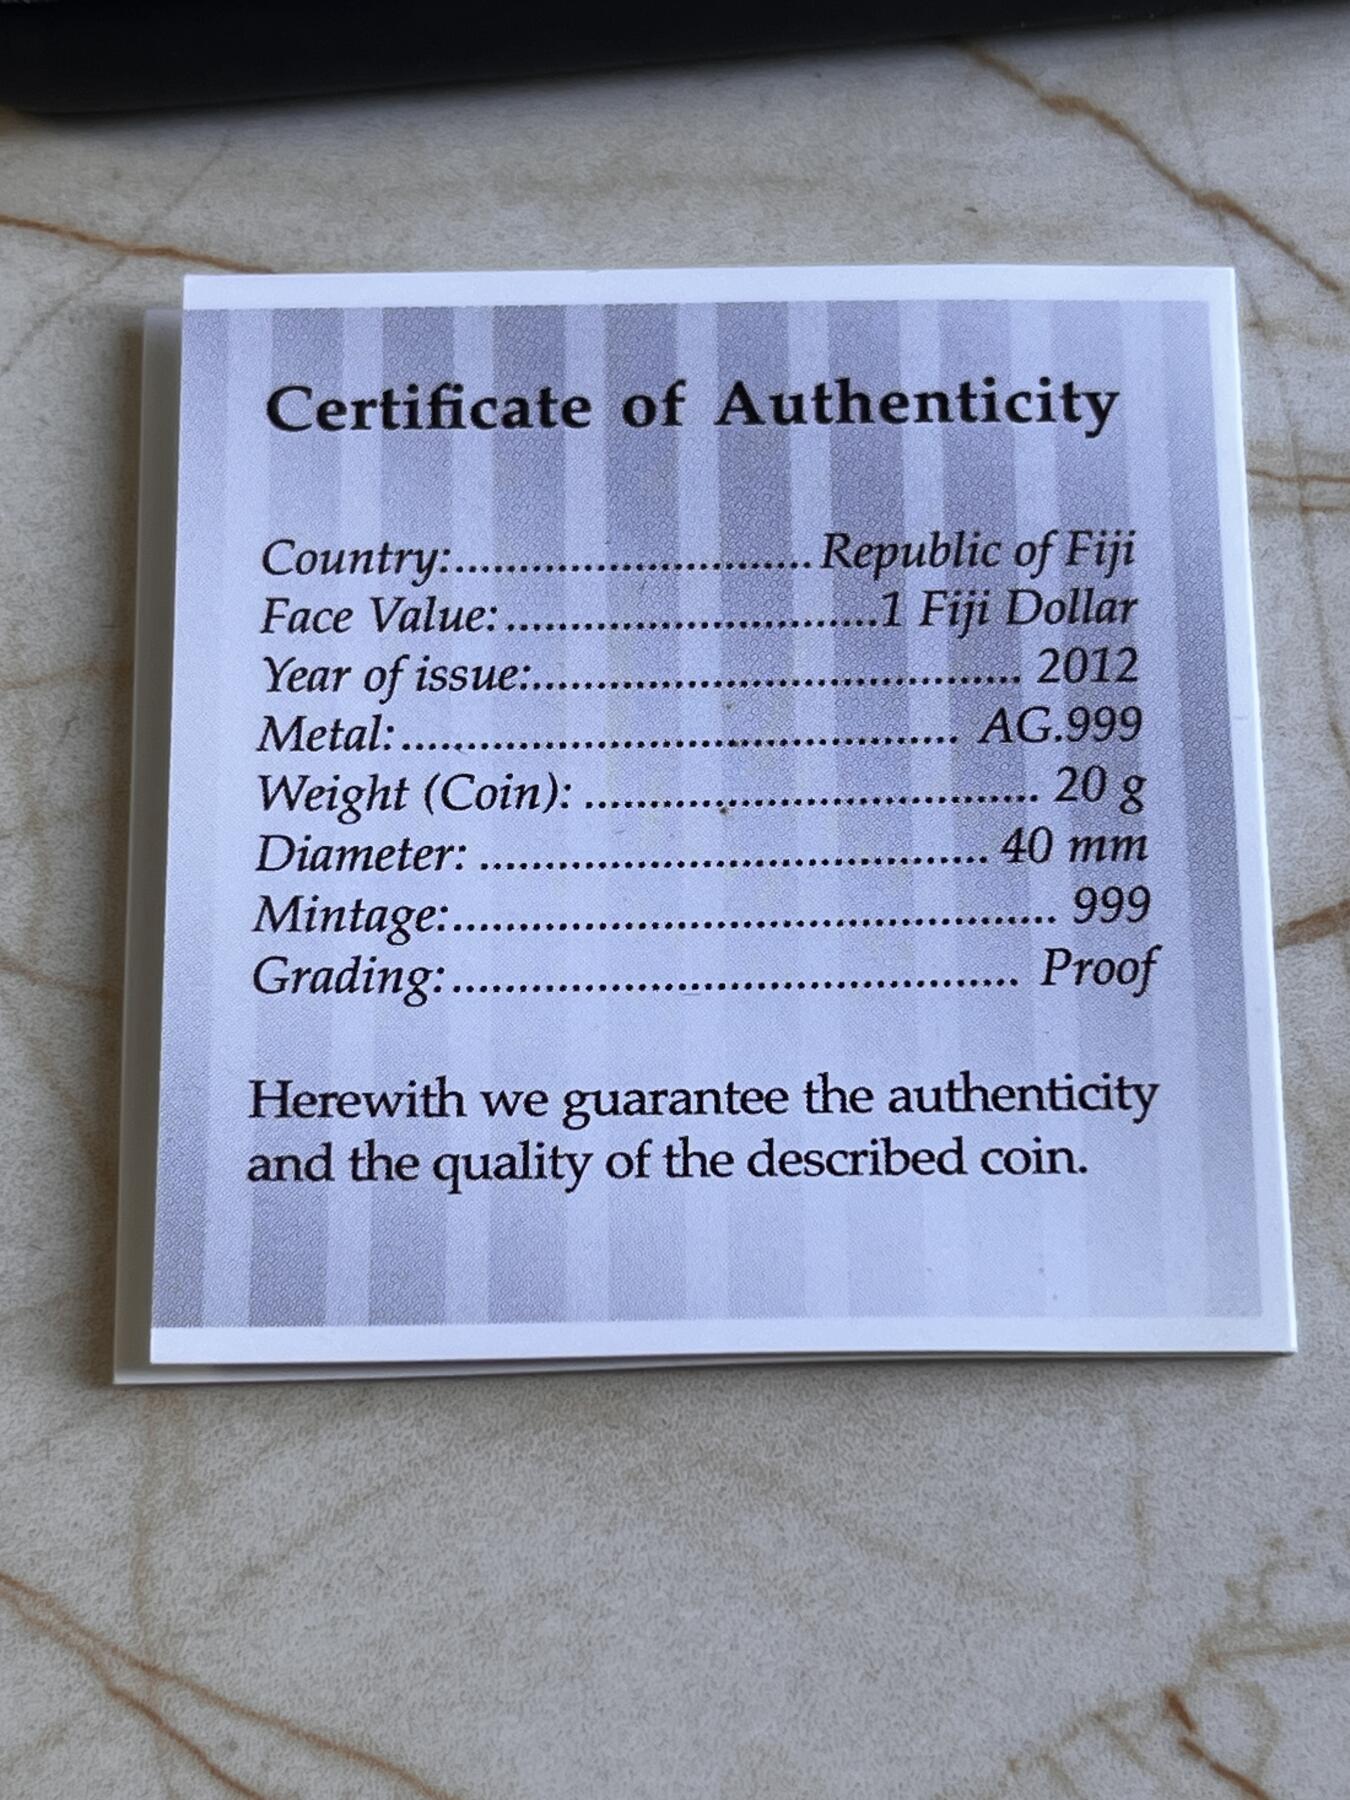 Certificate of Authenticity
Country:............................Republic of Fiji
Face Value:.............................1 Fiji Dollar
Year of issue:...................................... 2012
Metal:........................................... AG.999
Weight (Coin): ................................... 20 g
Diameter: ....................................... 40 mm
Mintage:.............................................. 999
Grading:........................................... Proof
Herewith we guarantee the authenticity
and the quality of the described coin.